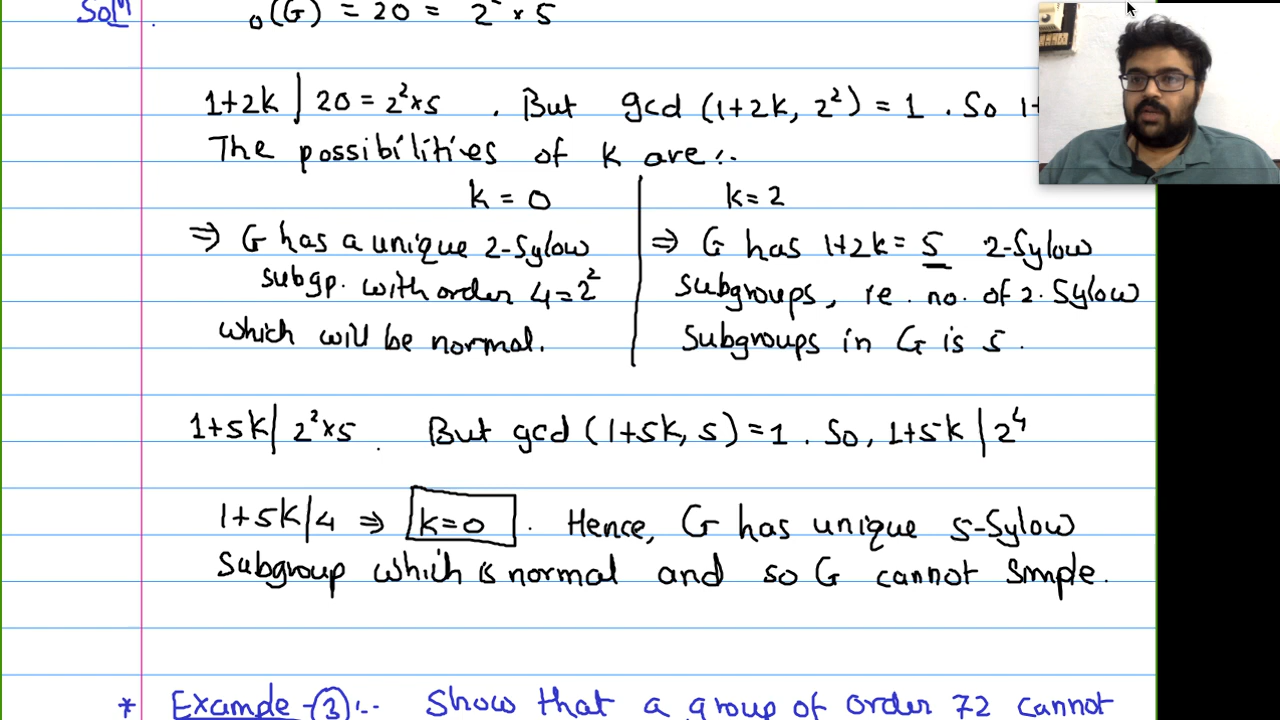 Soln. o(G) = 20 = 2² × 5
1+2k | 20 = 2²×5 . But gcd (1+2k, 2²) = 1 . So 1+
The possibilities of k are:-
k = 0 k = 2
⇒ G has a unique 2-Sylow ⇒ G has 1+2k = 5 2-Sylow
subgp. with order 4=2² subgroups, ie. no. of 2-Sylow
which will be normal. Subgroups in G is 5.
1+5k | 2²×5 . But gcd (1+5k, 5) = 1 . So, 1+5k | 2⁴
1+5k | 4 ⇒ k=0 . Hence, G has unique 5-Sylow
Subgroup which is normal and so G cannot Simple.
* Example-(3):- Show that a group of order 72 cannot